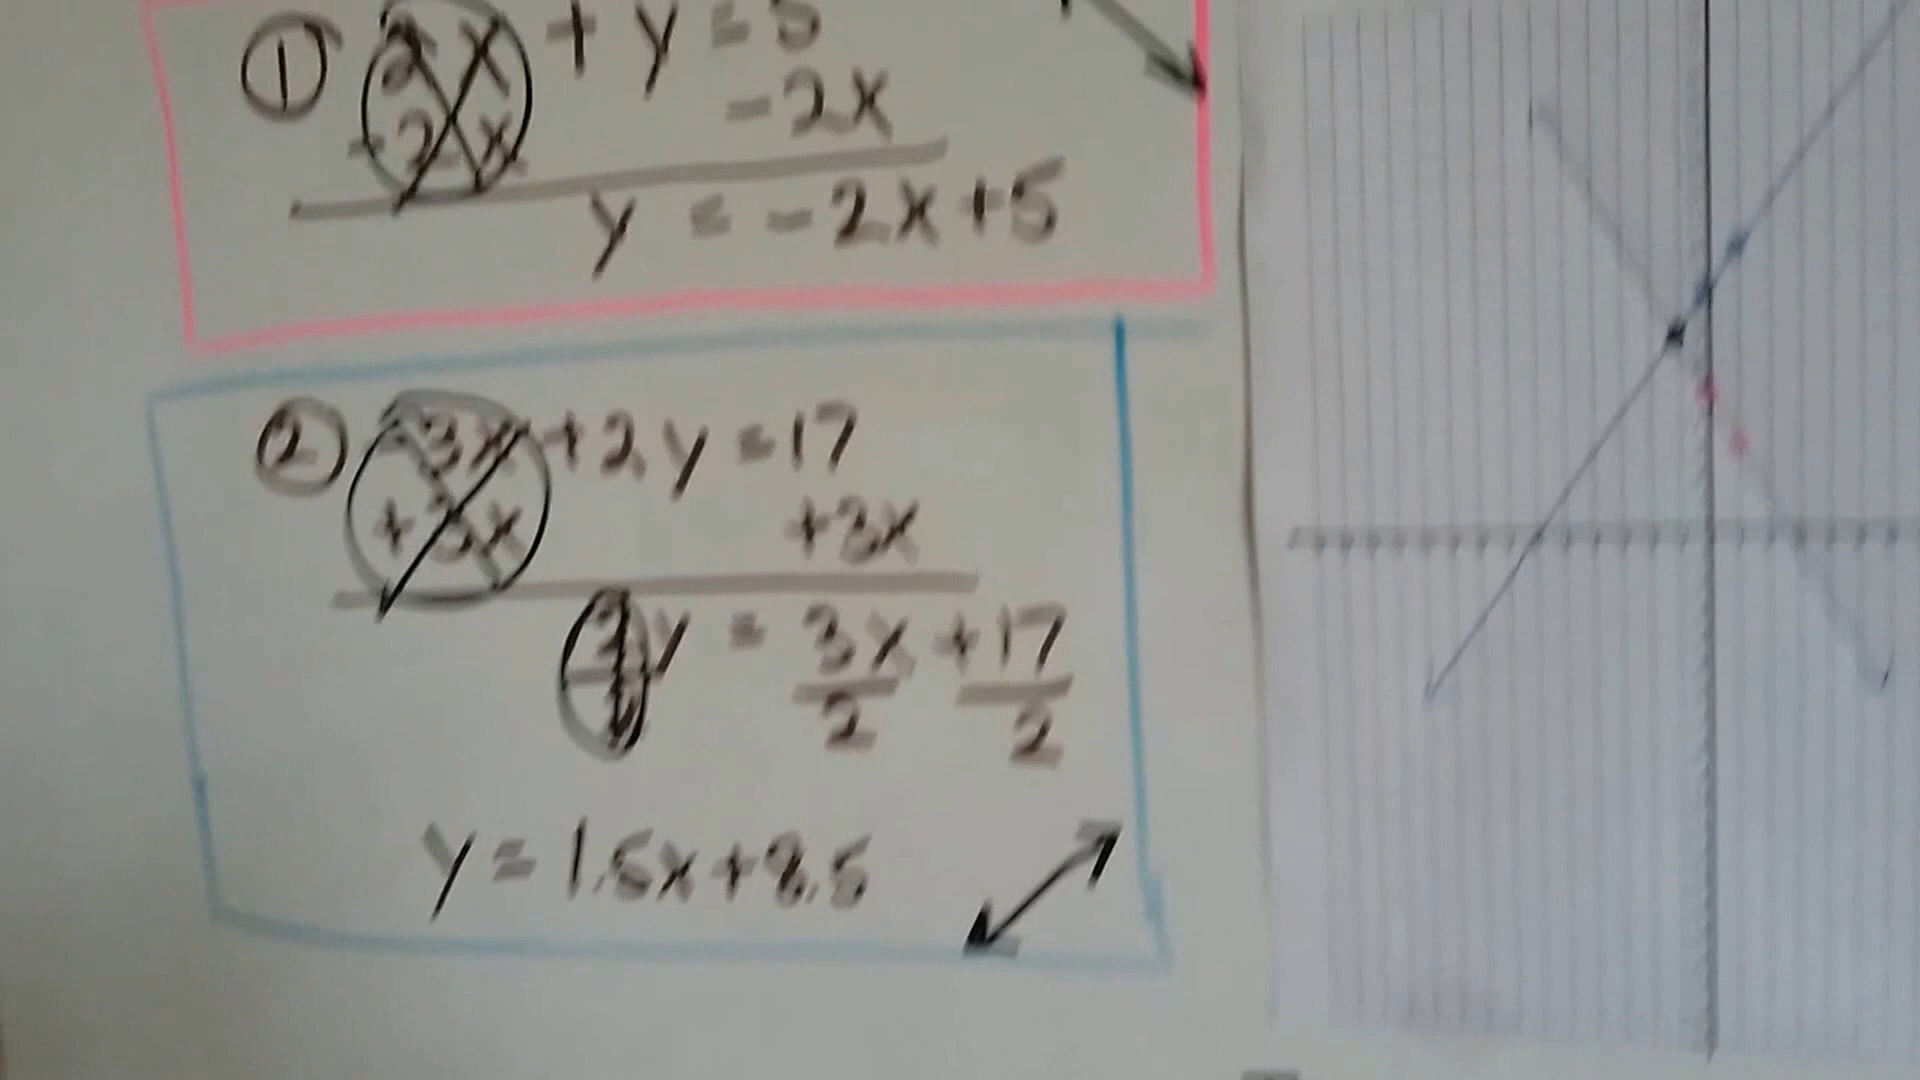 ① 2x + y = 5
-2x -2x
y = -2x + 5
② -3x + 2y = 17
+3x +3x
2y = 3x + 17
2 2 2
y = 1.5x + 8.5